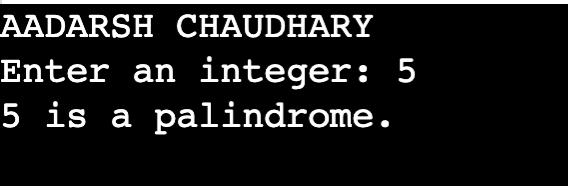 AADARSH CHAUDHARY
Enter an integer: 5
5 is a palindrome.